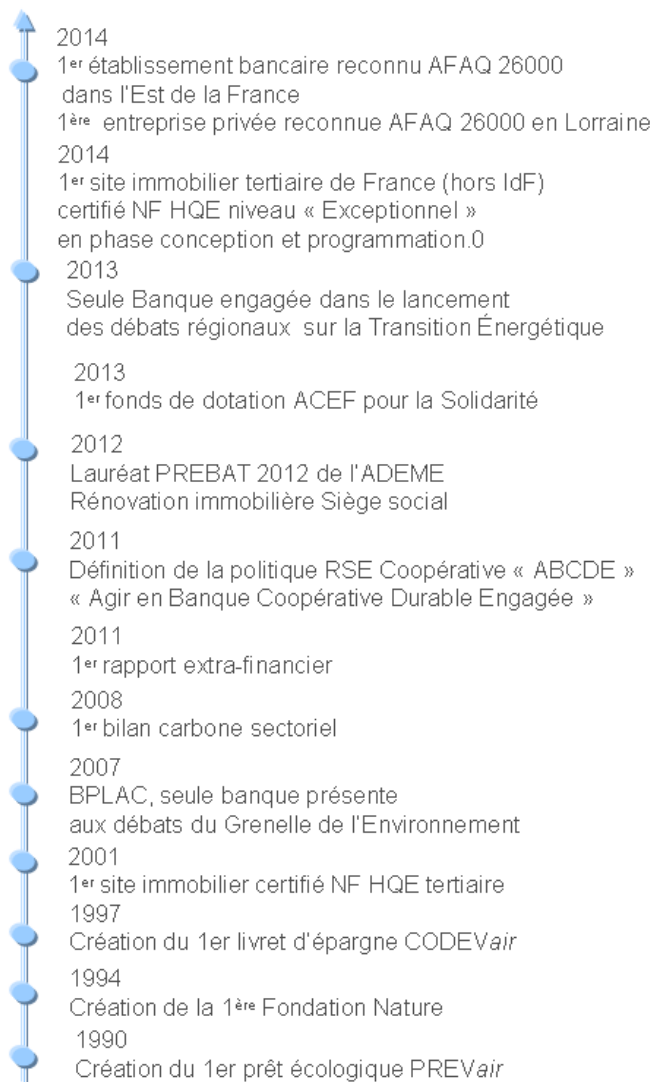 2014
1er établissement bancaire reconnu AFAQ 26000
dans l'Est de la France
1ère entreprise privée reconnue AFAQ 26000 en Lorraine
2014
1er site immobilier tertiaire de France (hors IdF)
certifié NF HQE niveau « Exceptionnel »
en phase conception et programmation.0
2013
Seule Banque engagée dans le lancement
des débats régionaux sur la Transition Énergétique
2013
1er fonds de dotation ACEF pour la Solidarité
2012
Lauréat PREBAT 2012 de l'ADEME
Rénovation immobilière Siège social
2011
Définition de la politique RSE Coopérative « ABCDE »
« Agir en Banque Coopérative Durable Engagée »
2011
1er rapport extra-financier
2008
1er bilan carbone sectoriel
2007
BPLAC, seule banque présente
aux débats du Grenelle de l'Environnement
2001
1er site immobilier certifié NF HQE tertiaire
1997
Création du 1er livret d'épargne CODEVair
1994
Création de la 1ère Fondation Nature
1990
Création du 1er prêt écologique PREVair